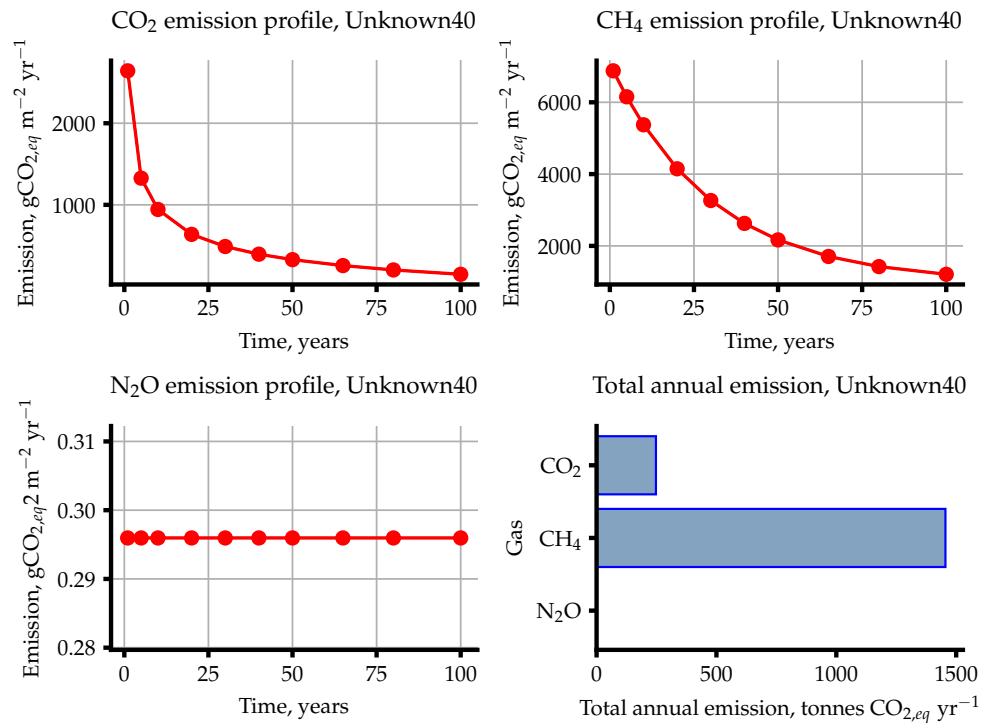 CO₂ emission profile, Unknown40
Emission, gCO₂,eq m⁻² yr⁻¹
2000
1000
0 25 50 75 100
Time, years
CH₄ emission profile, Unknown40
Emission, gCO₂,eq m⁻² yr⁻¹
6000
4000
2000
0 25 50 75 100
Time, years
N₂O emission profile, Unknown40
Emission, gCO₂,eq2 m⁻² yr⁻¹
0.31
0.30
0.29
0.28
0 25 50 75 100
Time, years
Total annual emission, Unknown40
Gas
CO₂
CH₄
N₂O
0 500 1000 1500
Total annual emission, tonnes CO₂,eq yr⁻¹